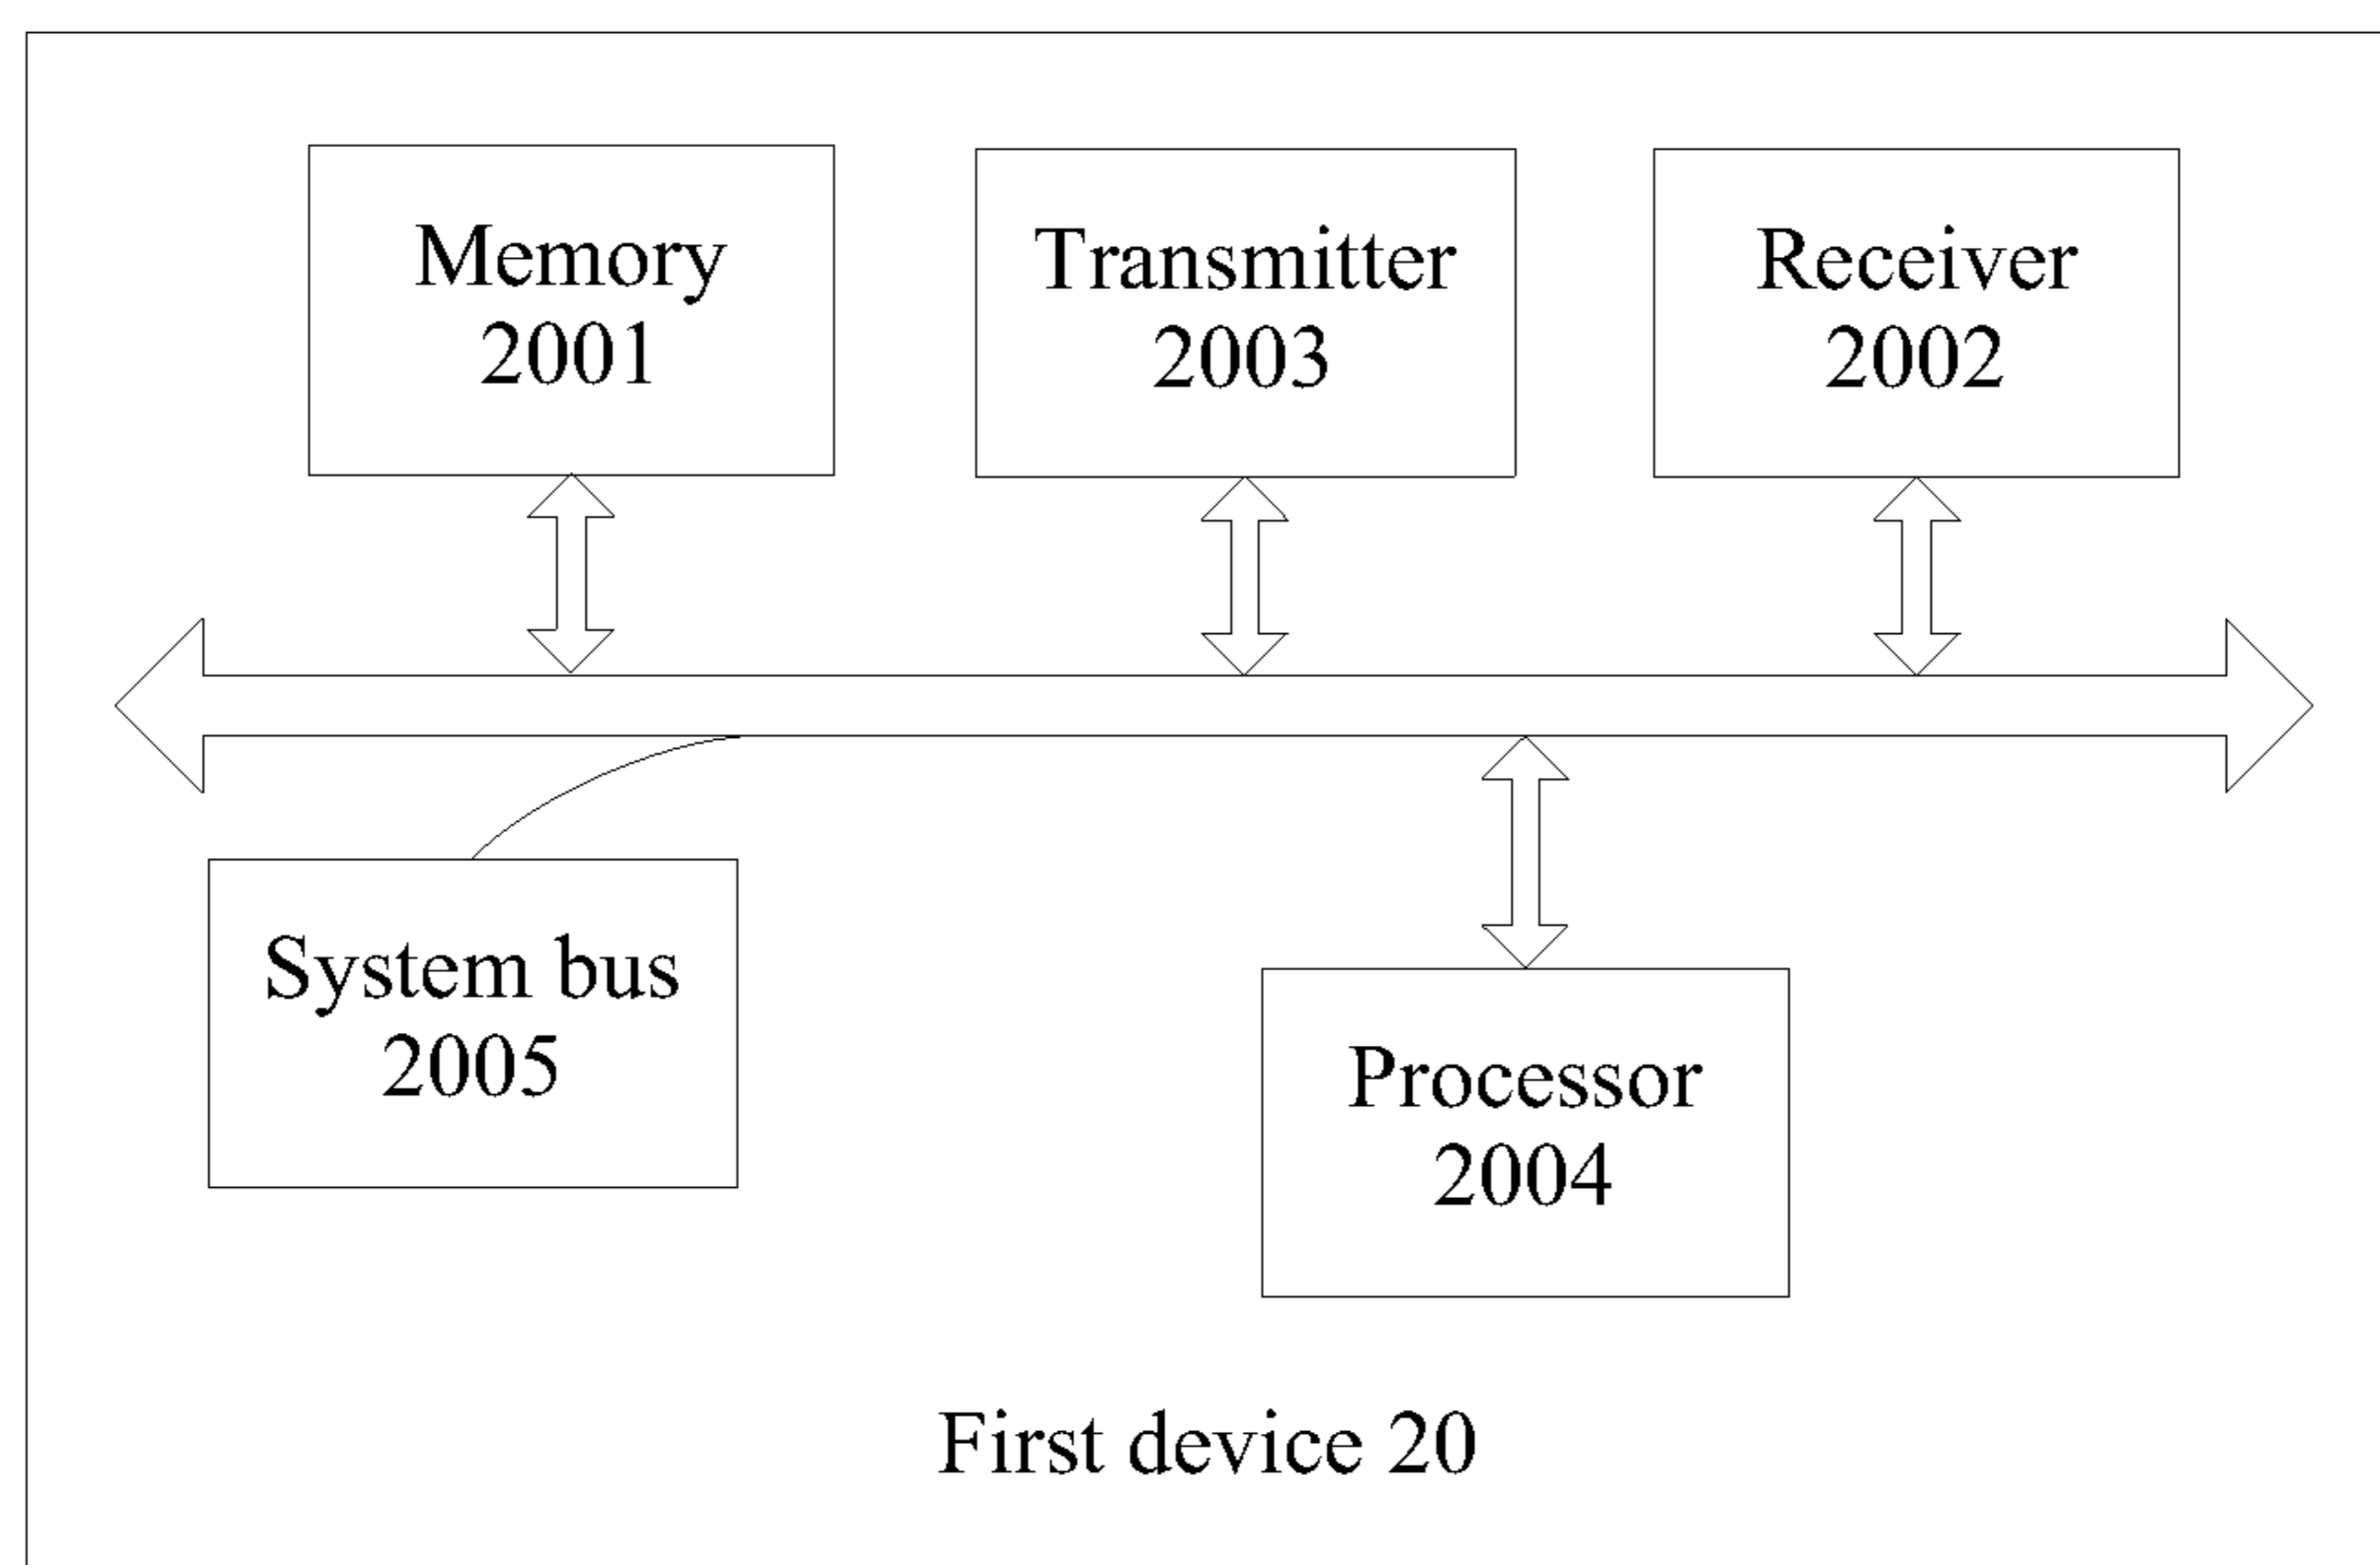 Memory
2001
Transmitter
2003
Receiver
2002
System bus
2005
Processor
2004
First device 20